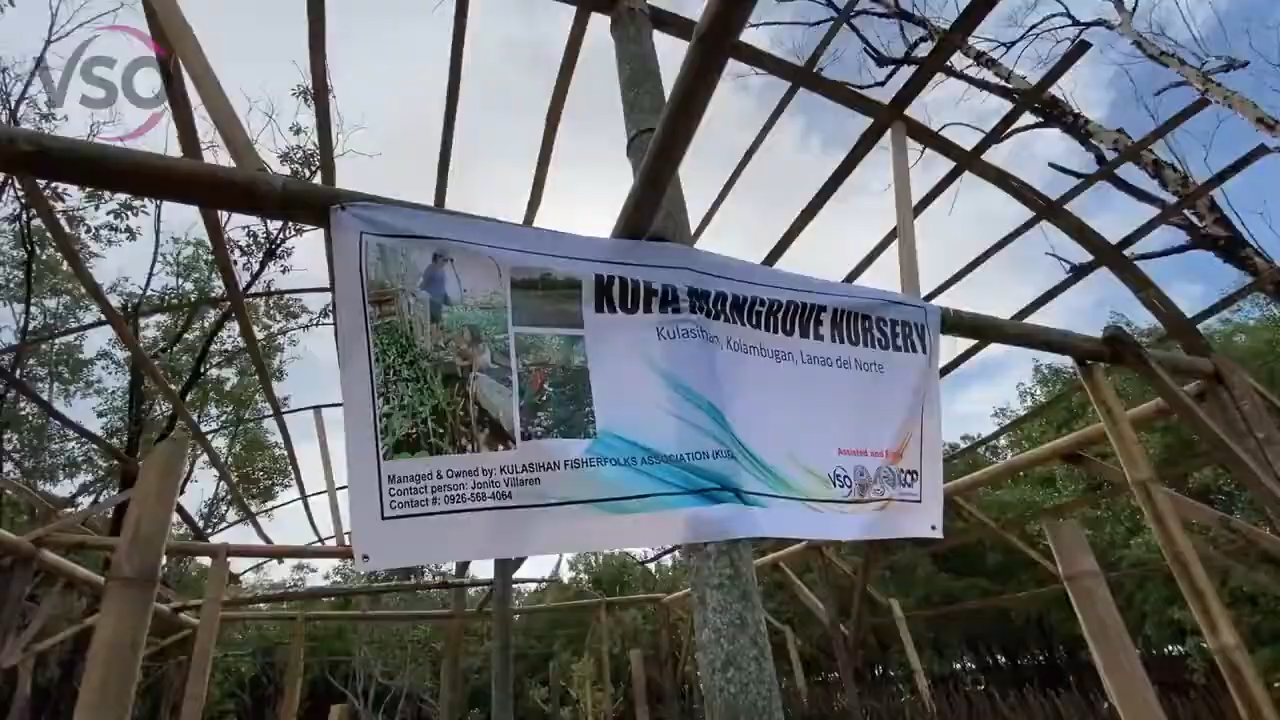 VSO
KUFA MANGROVE NURSERY
Kulasihan, Kolambugan, Lanao del Norte
Managed & Owned by: KULASIHAN FISHERFOLKS ASSOCIATION (KUFA
Contact person: Jonito Villaren
Contact #: 0926-568-4064
Assisted and
VSO